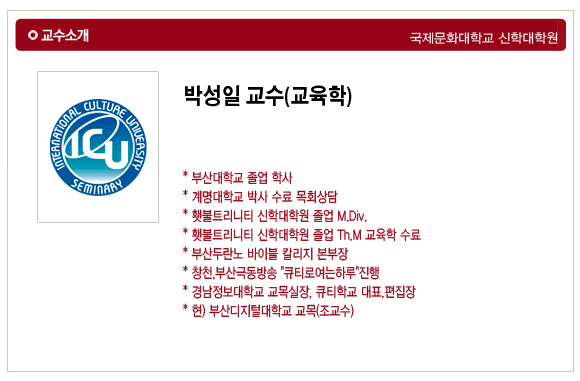 교수소개
국제문화대학교 신학대학원
박성일 교수(교육학)
INTERNATIONAL CULTURE UNIVERSITY
ICU
SEMINARY
* 부산대학교 졸업 학사
* 계명대학교 박사 수료 목회상담
* 횃불트리니티 신학대학원 졸업 M.Div.
* 횃불트리니티 신학대학원 졸업 Th.M 교육학 수료
* 부산두란노 바이블 칼리지 본부장
* 창천,부산극동방송 "큐티로여는하루"진행
* 경남정보대학교 교목실장, 큐티학교 대표,편집장
* 현) 부산디지털대학교 교목(조교수)